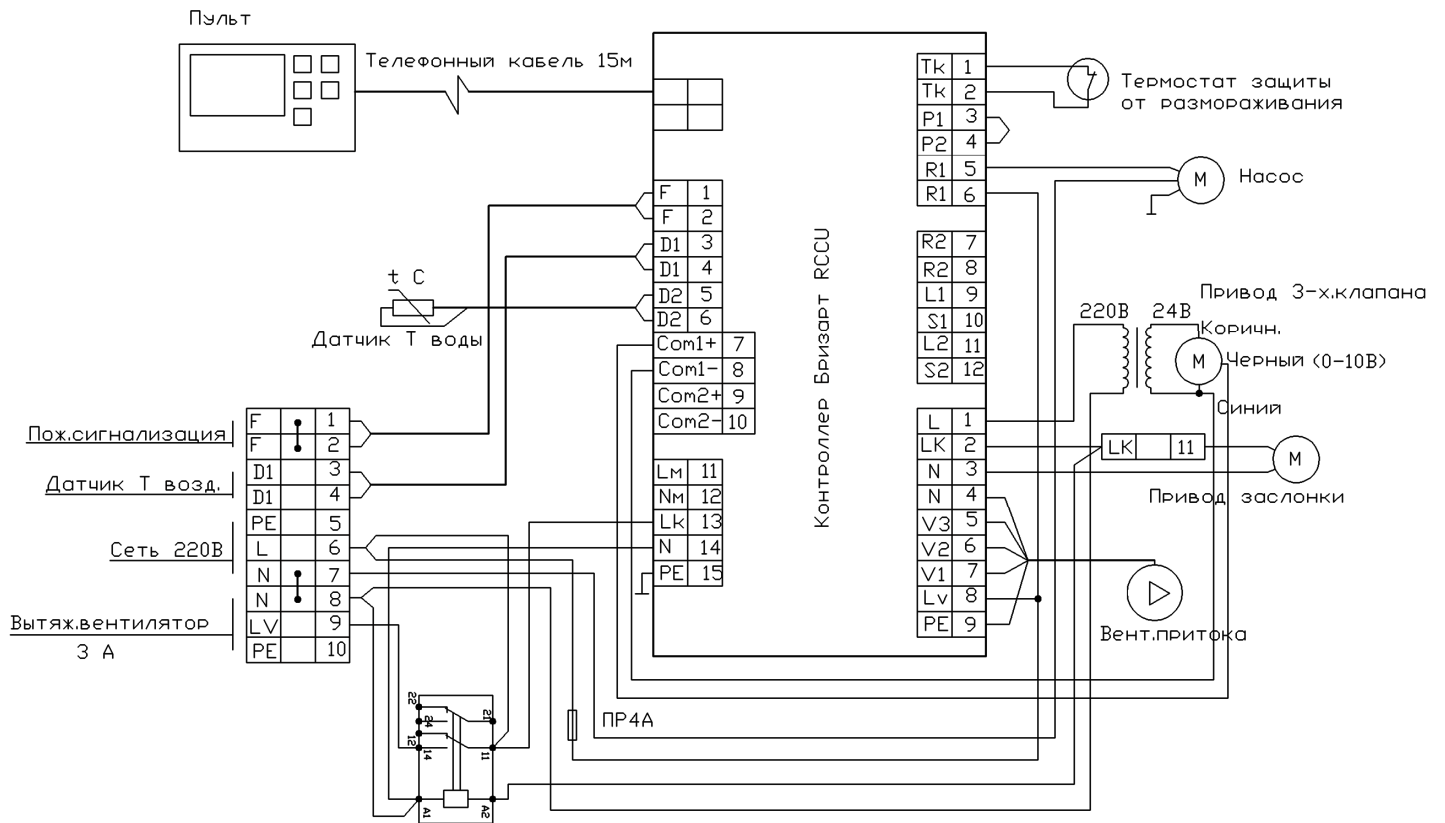 Пульт
Телефонный кабель 15м
Tk 1
Tk 2
P1 3
P2 4
R1 5
R1 6
Термостат защиты
от размораживания
Насос
F 1
F 2
D1 3
D1 4
D2 5
D2 6
Com1+ 7
Com1- 8
Com2+ 9
Com2- 10
t C
Датчик Т воды
Контроллер Бризарт RCCU
R2 7
R2 8
L1 9
S1 10
L2 11
S2 12
M
Привод 3-х.клапана
220В 24В
Коричн.
M
Черный (0-10В)
Синий
F 1
F 2
D1 3
D1 4
PE 5
L 6
N 7
N 8
LV 9
PE 10
Пож.сигнализация
Датчик Т возд.
Сеть 220В
Вытяж.вентилятор
3 А
Lм 11
Nм 12
Lk 13
N 14
PE 15
L 1
LK 2
N 3
N 4
V3 5
V2 6
V1 7
Lv 8
PE 9
LK 11
M
Привод заслонки
Вент.притока
22
21
24
12
14
11
A1
A2
ПР4А